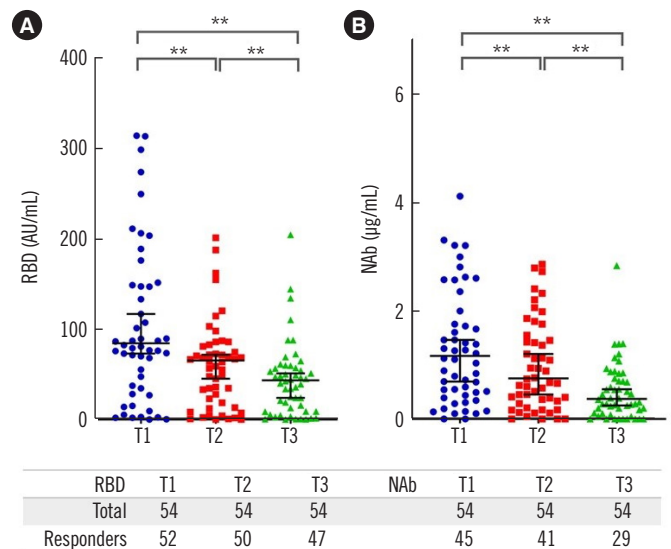 A
**
**
**
400
300
200
100
0
RBD (AU/mL)
T1
T2
T3
B
**
**
**
6
4
2
0
NAb (µg/mL)
T1
T2
T3
RBD T1 T2 T3 NAb T1 T2 T3
Total 54 54 54 54 54 54
Responders 52 50 47 45 41 29